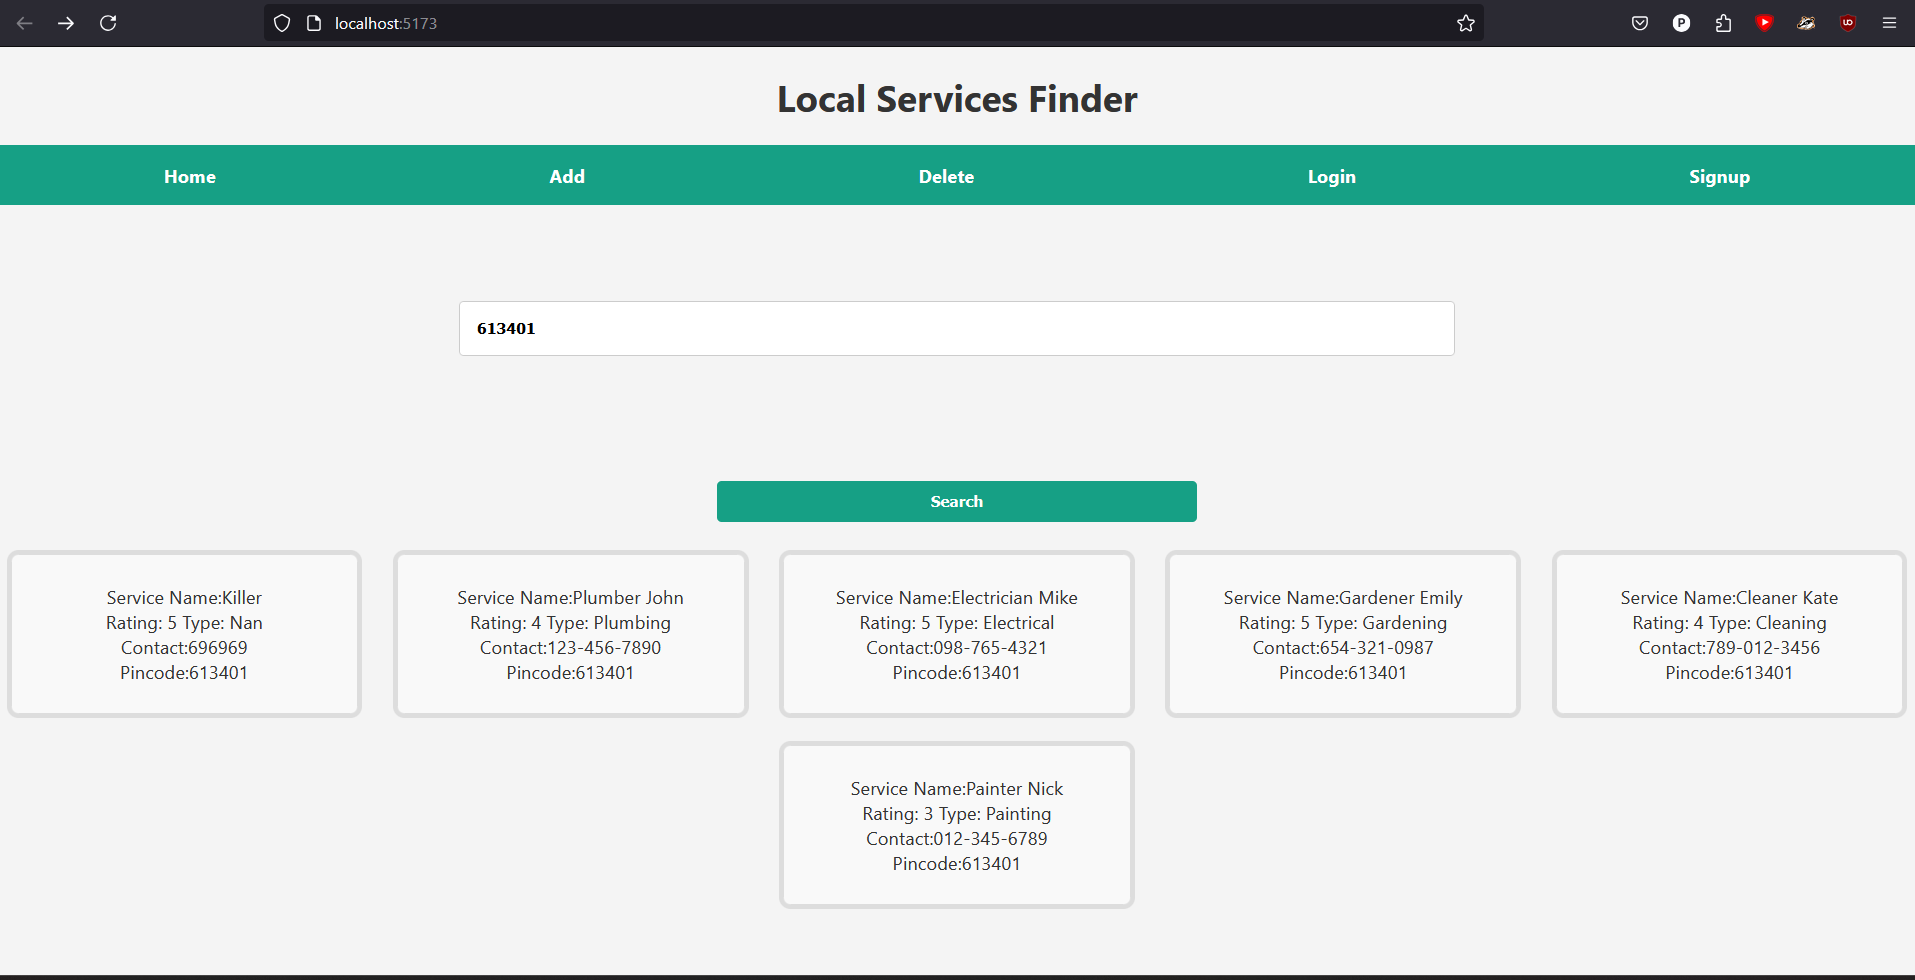 localhost:5173
Local Services Finder
Home Add Delete Login Signup
613401
Search
Service Name:Killer
Rating: 5 Type: Nan
Contact:696969
Pincode:613401
Service Name:Plumber John
Rating: 4 Type: Plumbing
Contact:123-456-7890
Pincode:613401
Service Name:Electrician Mike
Rating: 5 Type: Electrical
Contact:098-765-4321
Pincode:613401
Service Name:Gardener Emily
Rating: 5 Type: Gardening
Contact:654-321-0987
Pincode:613401
Service Name:Cleaner Kate
Rating: 4 Type: Cleaning
Contact:789-012-3456
Pincode:613401
Service Name:Painter Nick
Rating: 3 Type: Painting
Contact:012-345-6789
Pincode:613401